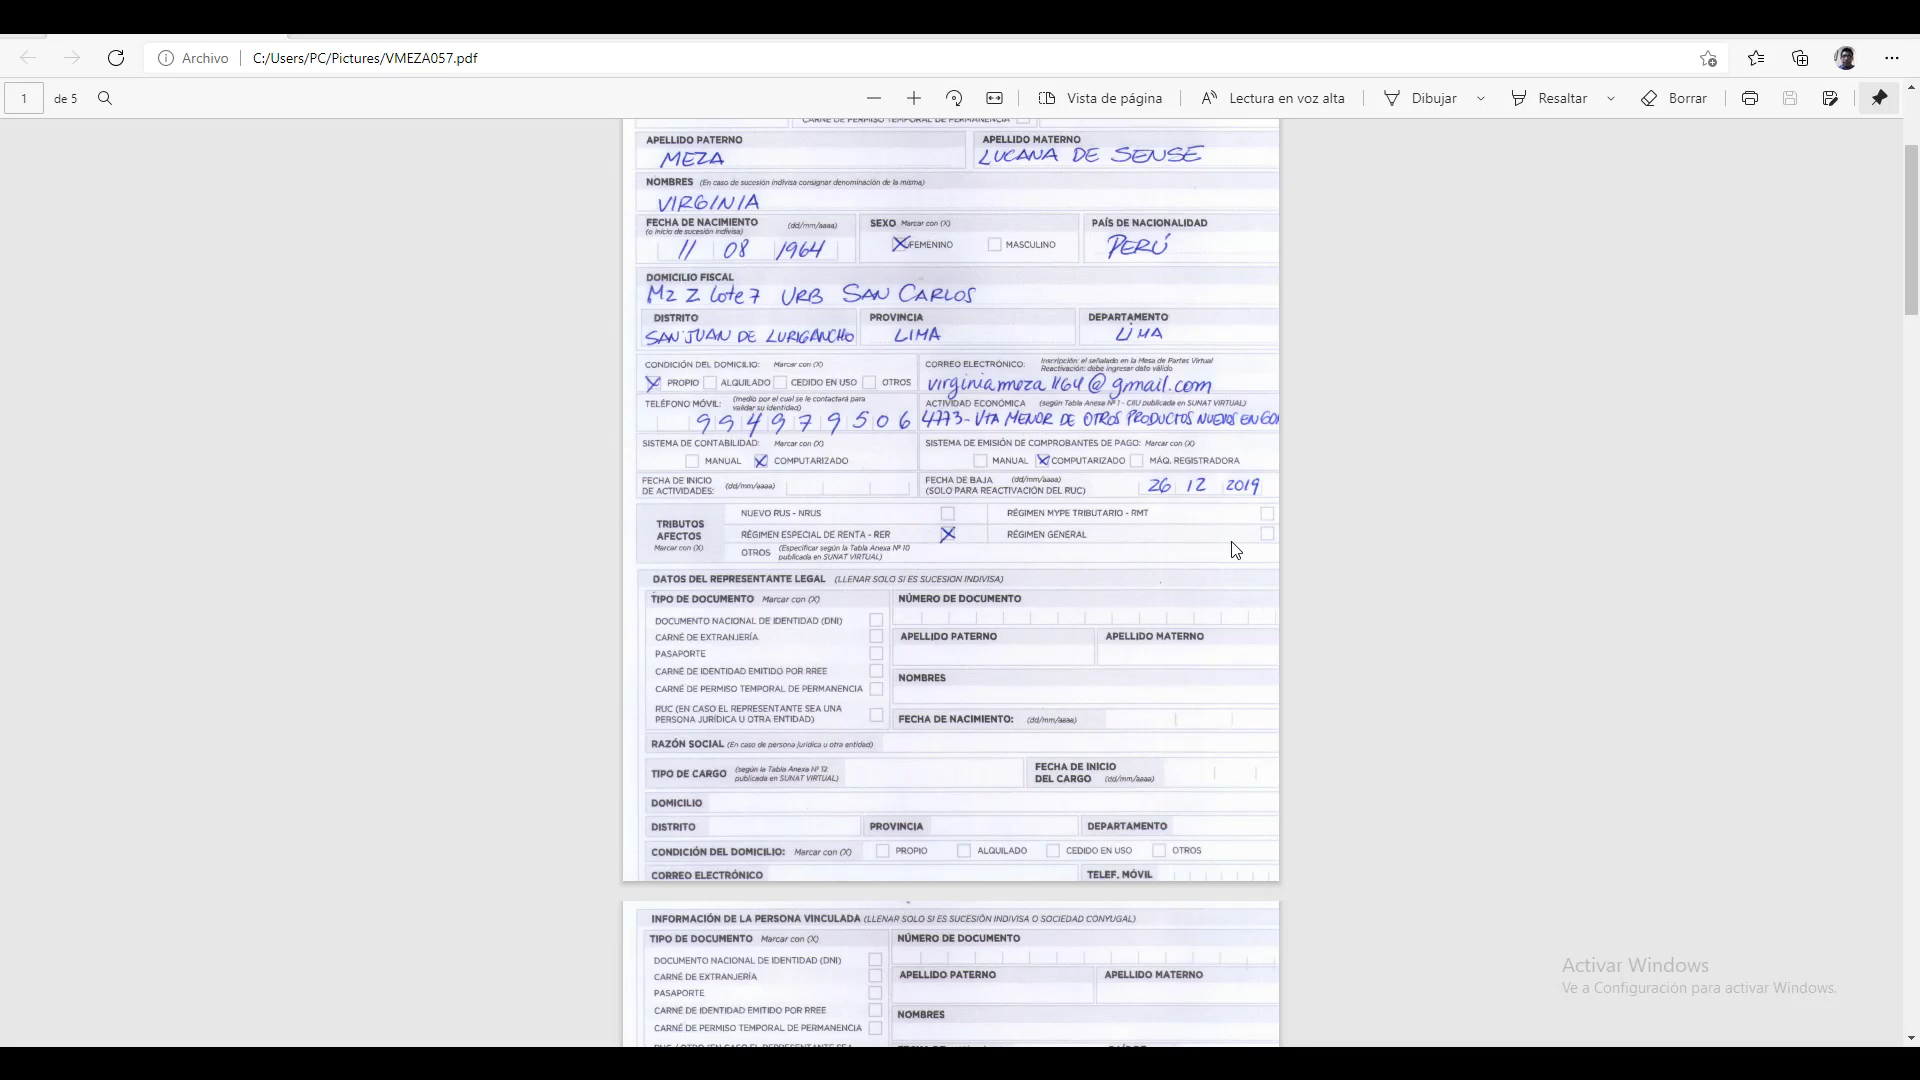 Archivo C:/Users/PC/Pictures/VMEZA057.pdf
1 de 5 Vista de página Lectura en voz alta Dibujar Resaltar Borrar
CARNÉ DE PERMISO TEMPORAL DE PERMANENCIA
APELLIDO PATERNO APELLIDO MATERNO
MEZA LUCANA DE SENSE
NOMBRES (En caso de sucesión indivisa consignar denominación de la misma)
VIRGINIA
FECHA DE NACIMIENTO (dd/mm/aaaa) SEXO Marcar con (X) PAÍS DE NACIONALIDAD
(o inicio de sucesión indivisa)
11 08 1964 X FEMENINO MASCULINO PERÚ
DOMICILIO FISCAL
Mz Z lote 7 URB SAN CARLOS
DISTRITO PROVINCIA DEPARTAMENTO
SAN JUAN DE LURIGANCHO LIMA LIMA
CONDICIÓN DEL DOMICILIO: Marcar con (X) CORREO ELECTRÓNICO: Inscripción: el señalado en la Mesa de Partes Virtual
Reactivación: debe ingresar dato válido
X PROPIO ALQUILADO CEDIDO EN USO OTROS virginiameza1164@gmail.com
TELÉFONO MÓVIL: (medio por el cual se le contactará para validar su identidad) ACTIVIDAD ECONÓMICA (según Tabla Anexa Nº 1 - CIIU publicada en SUNAT VIRTUAL)
994979506 4773- VTA MENOR DE OTROS PRODUCTOS NUEVOS EN
SISTEMA DE CONTABILIDAD: Marcar con (X) SISTEMA DE EMISIÓN DE COMPROBANTES DE PAGO: Marcar con (X)
MANUAL X COMPUTARIZADO MANUAL X COMPUTARIZADO MÁQ. REGISTRADORA
FECHA DE INICIO DE ACTIVIDADES: (dd/mm/aaaa) FECHA DE BAJA (dd/mm/aaaa)
(SOLO PARA REACTIVACIÓN DEL RUC) 26 12 2019
TRIBUTOS AFECTOS Marcar con (X) NUEVO RUS - NRUS RÉGIMEN MYPE TRIBUTARIO - RMT
RÉGIMEN ESPECIAL DE RENTA - RER X RÉGIMEN GENERAL
OTROS (Especificar según la Tabla Anexa Nº 10 publicada en SUNAT VIRTUAL)
DATOS DEL REPRESENTANTE LEGAL (LLENAR SOLO SI ES SUCESION INDIVISA)
TIPO DE DOCUMENTO Marcar con (X) NÚMERO DE DOCUMENTO
DOCUMENTO NACIONAL DE IDENTIDAD (DNI)
CARNÉ DE EXTRANJERÍA APELLIDO PATERNO APELLIDO MATERNO
PASAPORTE
CARNÉ DE IDENTIDAD EMITIDO POR RREE NOMBRES
CARNÉ DE PERMISO TEMPORAL DE PERMANENCIA
RUC (EN CASO EL REPRESENTANTE SEA UNA PERSONA JURÍDICA U OTRA ENTIDAD) FECHA DE NACIMIENTO: (dd/mm/aaaa)
RAZÓN SOCIAL (En caso de persona jurídica u otra entidad)
TIPO DE CARGO (según la Tabla Anexa Nº 12 publicada en SUNAT VIRTUAL) FECHA DE INICIO DEL CARGO (dd/mm/aaaa)
DOMICILIO
DISTRITO PROVINCIA DEPARTAMENTO
CONDICIÓN DEL DOMICILIO: Marcar con (X) PROPIO ALQUILADO CEDIDO EN USO OTROS
CORREO ELECTRÓNICO TELEF. MÓVIL
INFORMACIÓN DE LA PERSONA VINCULADA (LLENAR SOLO SI ES SUCESIÓN INDIVISA O SOCIEDAD CONYUGAL)
TIPO DE DOCUMENTO Marcar con (X) NÚMERO DE DOCUMENTO
DOCUMENTO NACIONAL DE IDENTIDAD (DNI)
CARNÉ DE EXTRANJERÍA APELLIDO PATERNO APELLIDO MATERNO
PASAPORTE
CARNÉ DE IDENTIDAD EMITIDO POR RREE NOMBRES
CARNÉ DE PERMISO TEMPORAL DE PERMANENCIA
Activar Windows
Ve a Configuración para activar Windows.